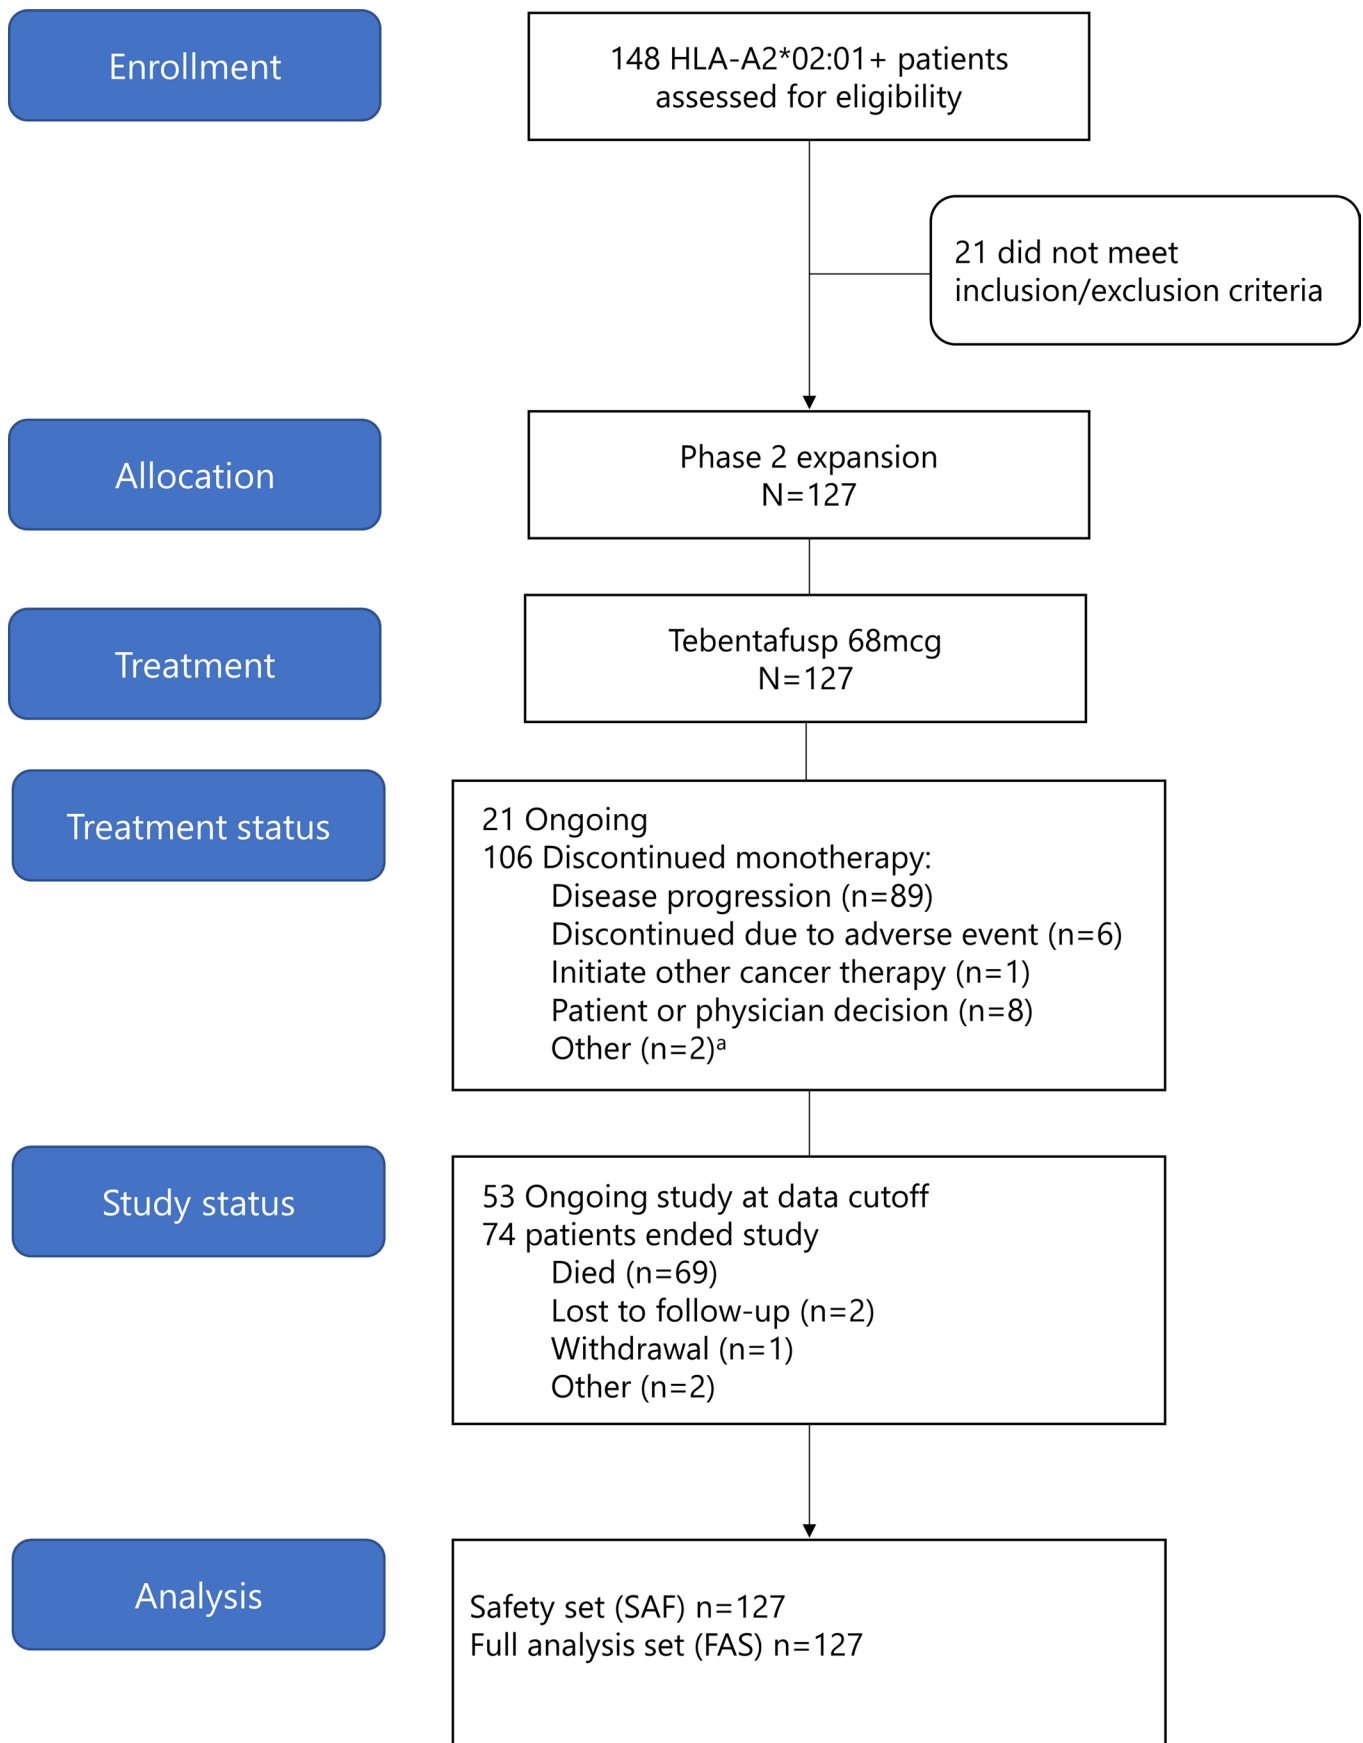 Enrollment
148 HLA-A2*02:01+ patients
assessed for eligibility
21 did not meet
inclusion/exclusion criteria
Allocation
Phase 2 expansion
N=127
Treatment
Tebentafusp 68mcg
N=127
Treatment status
21 Ongoing
106 Discontinued monotherapy:
Disease progression (n=89)
Discontinued due to adverse event (n=6)
Initiate other cancer therapy (n=1)
Patient or physician decision (n=8)
Other (n=2)ᵃ
Study status
53 Ongoing study at data cutoff
74 patients ended study
Died (n=69)
Lost to follow-up (n=2)
Withdrawal (n=1)
Other (n=2)
Analysis
Safety set (SAF) n=127
Full analysis set (FAS) n=127